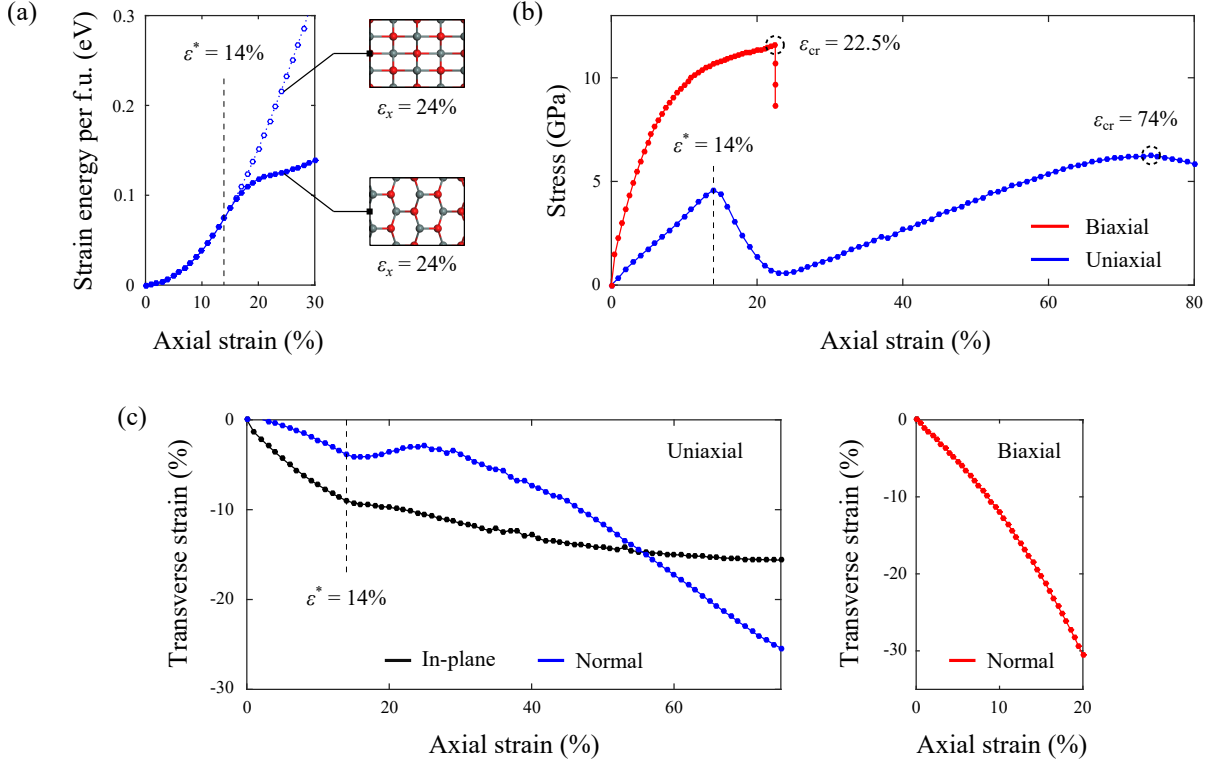 (a)
Strain energy per f.u. (eV)
0.3
0.2
0.1
0
0 10 20 30
Axial strain (%)
ε* = 14%
εx = 24%
εx = 24%
(b)
Stress (GPa)
10
5
0
0 20 40 60 80
Axial strain (%)
εcr = 22.5%
ε* = 14%
εcr = 74%
Biaxial
Uniaxial
(c)
Transverse strain (%)
0
-10
-20
-30
0 20 40 60
Axial strain (%)
Uniaxial
ε* = 14%
In-plane
Normal
Transverse strain (%)
0
-10
-20
-30
-35
0 10 20
Axial strain (%)
Biaxial
Normal